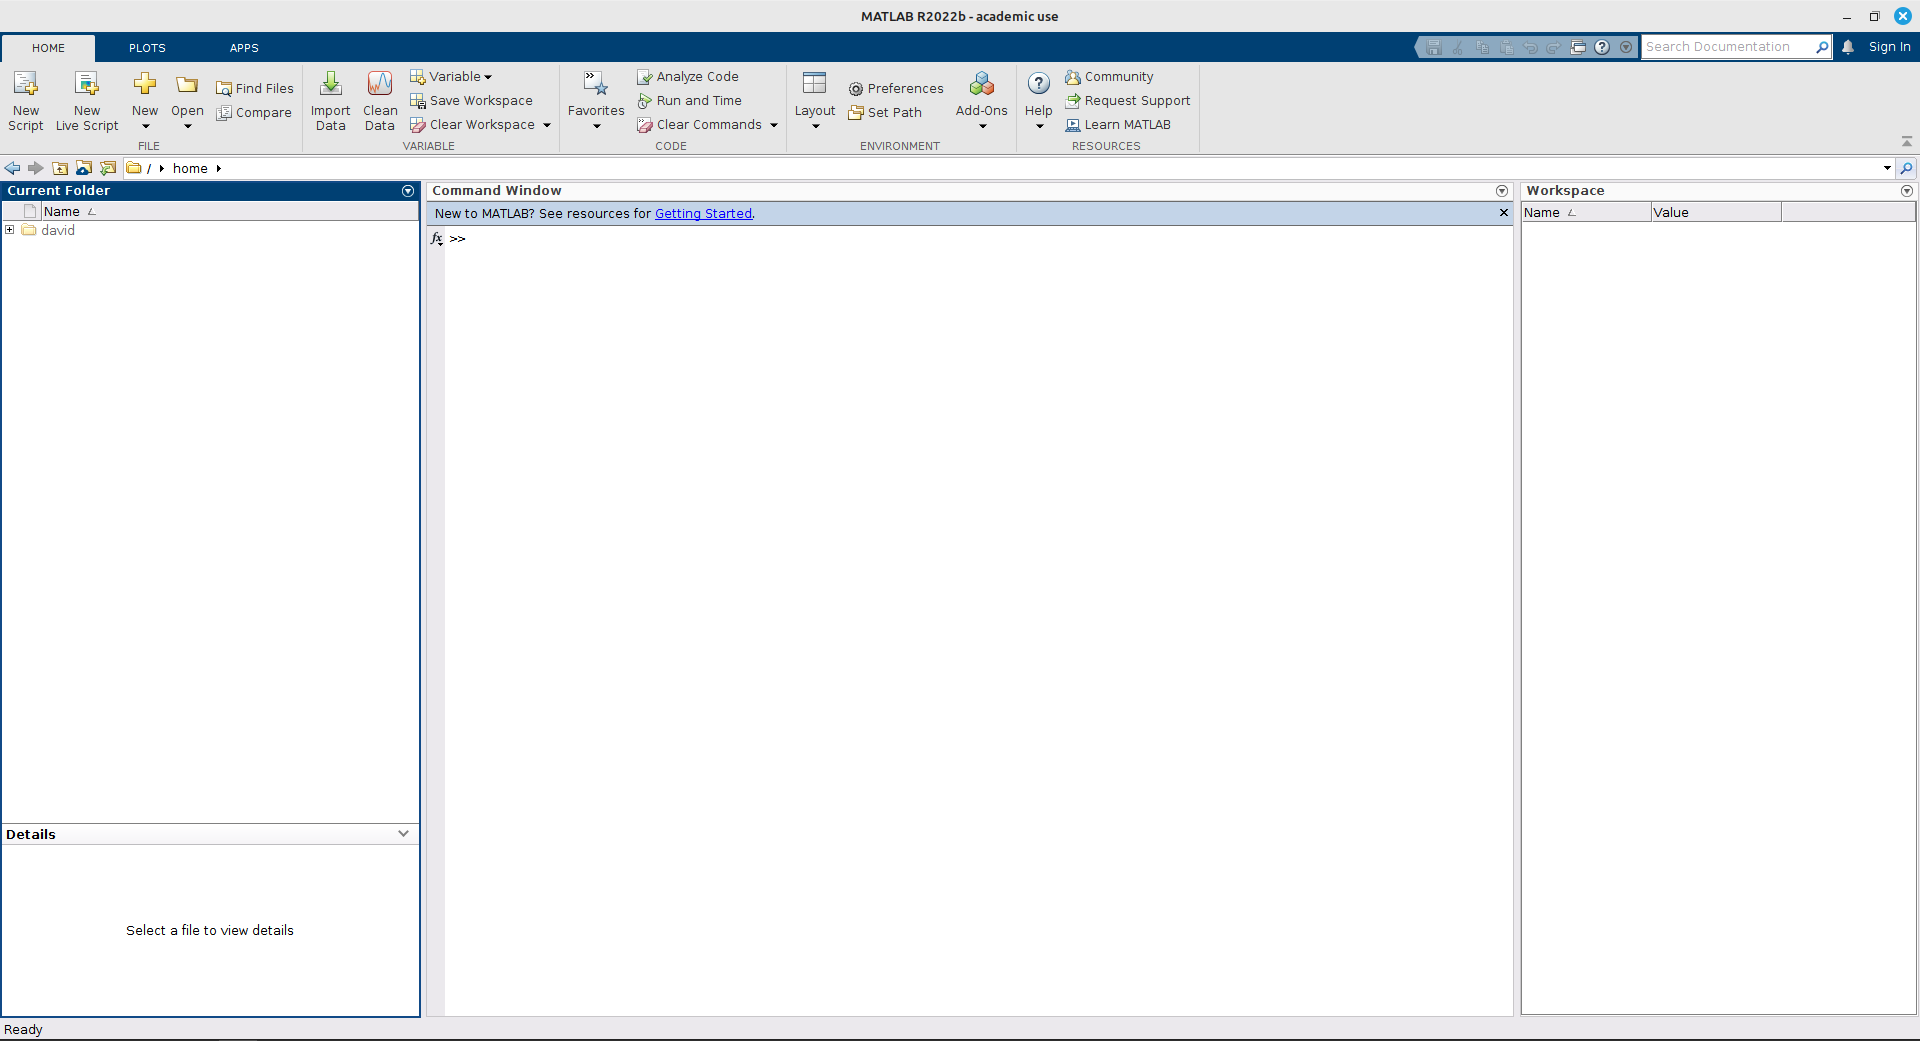 MATLAB R2022b - academic use
HOME PLOTS APPS
Search Documentation Sign In
New Script
New Live Script
New
Open
Find Files
Compare
FILE
Import Data
Clean Data
Variable
Save Workspace
Clear Workspace
VARIABLE
Favorites
Analyze Code
Run and Time
Clear Commands
CODE
Layout
Preferences
Set Path
Add-Ons
ENVIRONMENT
Help
Community
Request Support
Learn MATLAB
RESOURCES
/ home
Current Folder
Name
david
Details
Select a file to view details
Command Window
New to MATLAB? See resources for Getting Started.
fx >>
Workspace
Name Value
Ready